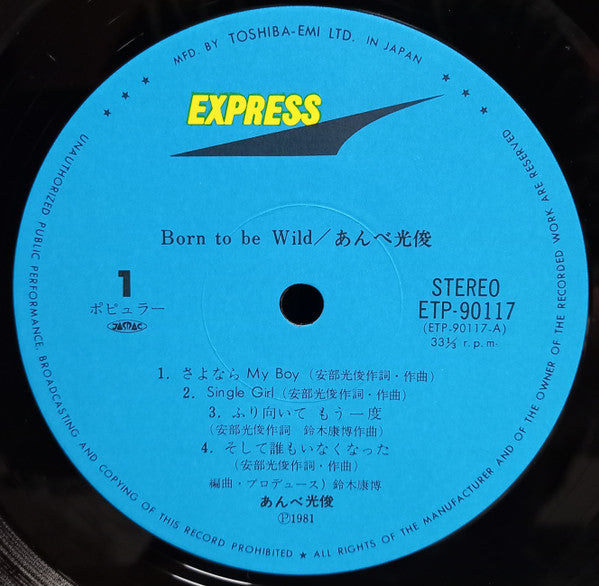 MFD. BY TOSHIBA-EMI LTD. IN JAPAN
EXPRESS
Born to be Wild／あんべ光俊
1
ポピュラー
JASRAC
STEREO
ETP-90117
(ETP-90117-A)
33⅓ r.p.m.
1. さよなら My Boy (安部光俊作詞・作曲)
2. Single Girl (安部光俊作詞・作曲)
3. ふり向いて もう一度
(安部光俊作詞 鈴木康博作曲)
4. そして誰もいなくなった
(安部光俊作詞・作曲)
編曲・プロデュース) 鈴木康博
あんべ光俊
Ⓟ1981
UNAUTHORIZED PUBLIC PERFORMANCE, BROADCASTING AND COPYING OF THIS RECORD PROHIBITED ★ ALL RIGHTS OF THE MANUFACTURER AND OF THE OWNER OF THE RECORDED WORK ARE RESERVED